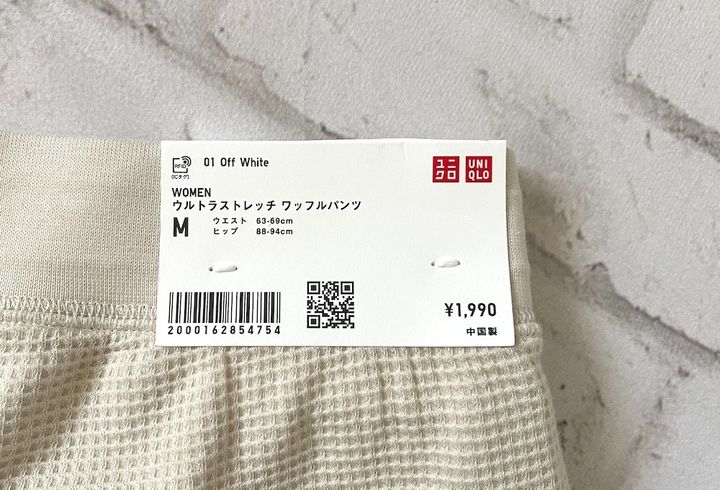 RFID
(ICタグ)
01 Off White
ユニクロ
UNIQLO
WOMEN
ウルトラストレッチ ワッフルパンツ
M
ウエスト 63-69cm
ヒップ 88-94cm
2000162854754
¥1,990
中国製